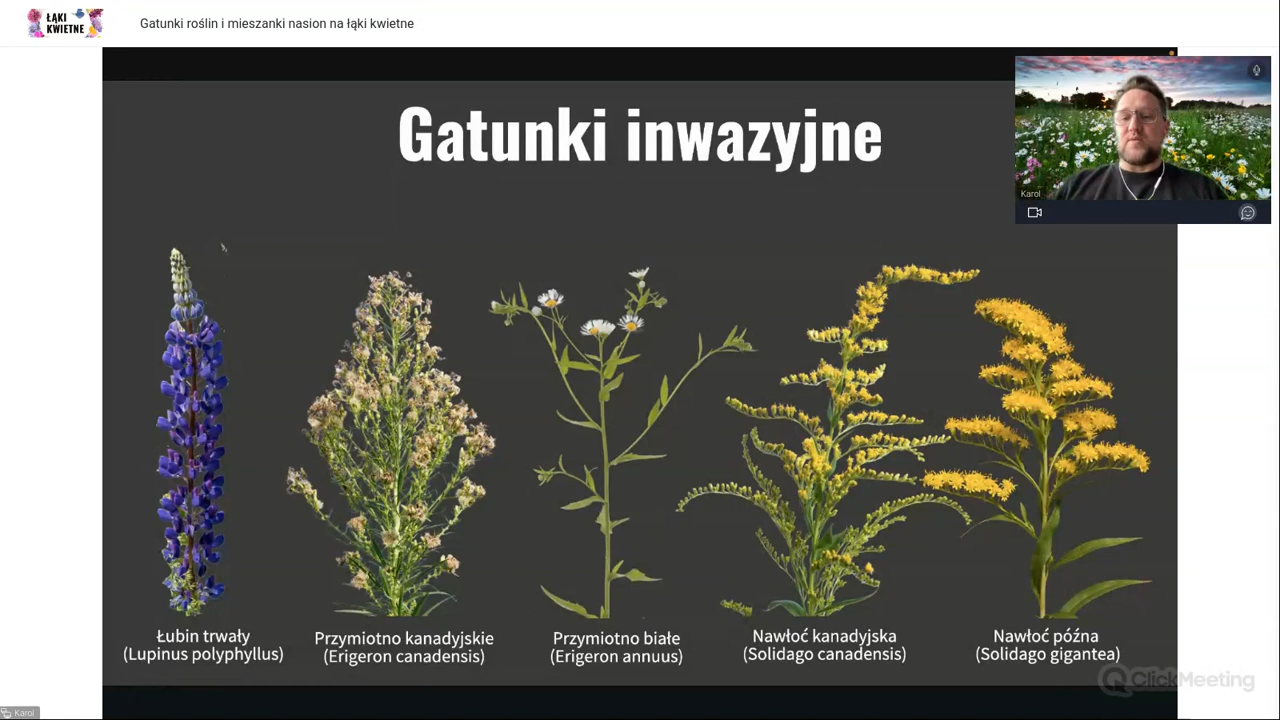 ŁĄKI
KWIETNE
Gatunki roślin i mieszanki nasion na łąki kwietne
Gatunki inwazyjne
Karol
Łubin trwały
(Lupinus polyphyllus)
Przymiotno kanadyjskie
(Erigeron canadensis)
Przymiotno białe
(Erigeron annuus)
Nawłoć kanadyjska
(Solidago canadensis)
Nawłoć późna
(Solidago gigantea)
ClickMeeting
Karol